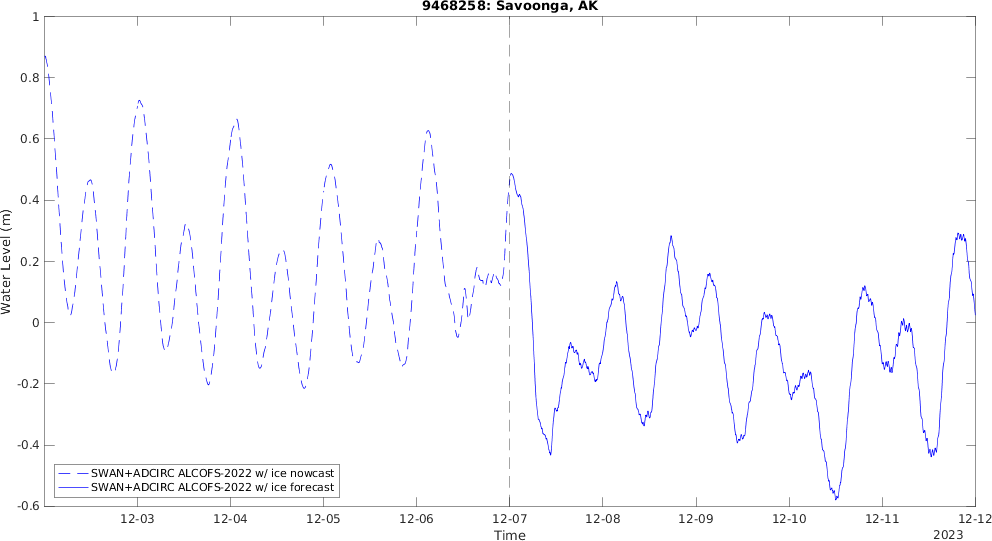 9468258: Savoonga, AK
1
0.8
0.6
0.4
0.2
0
-0.2
-0.4
-0.6
Water Level (m)
SWAN+ADCIRC ALCOFS-2022 w/ ice nowcast
SWAN+ADCIRC ALCOFS-2022 w/ ice forecast
12-03 12-04 12-05 12-06 12-07 12-08 12-09 12-10 12-11 12-12
Time
2023